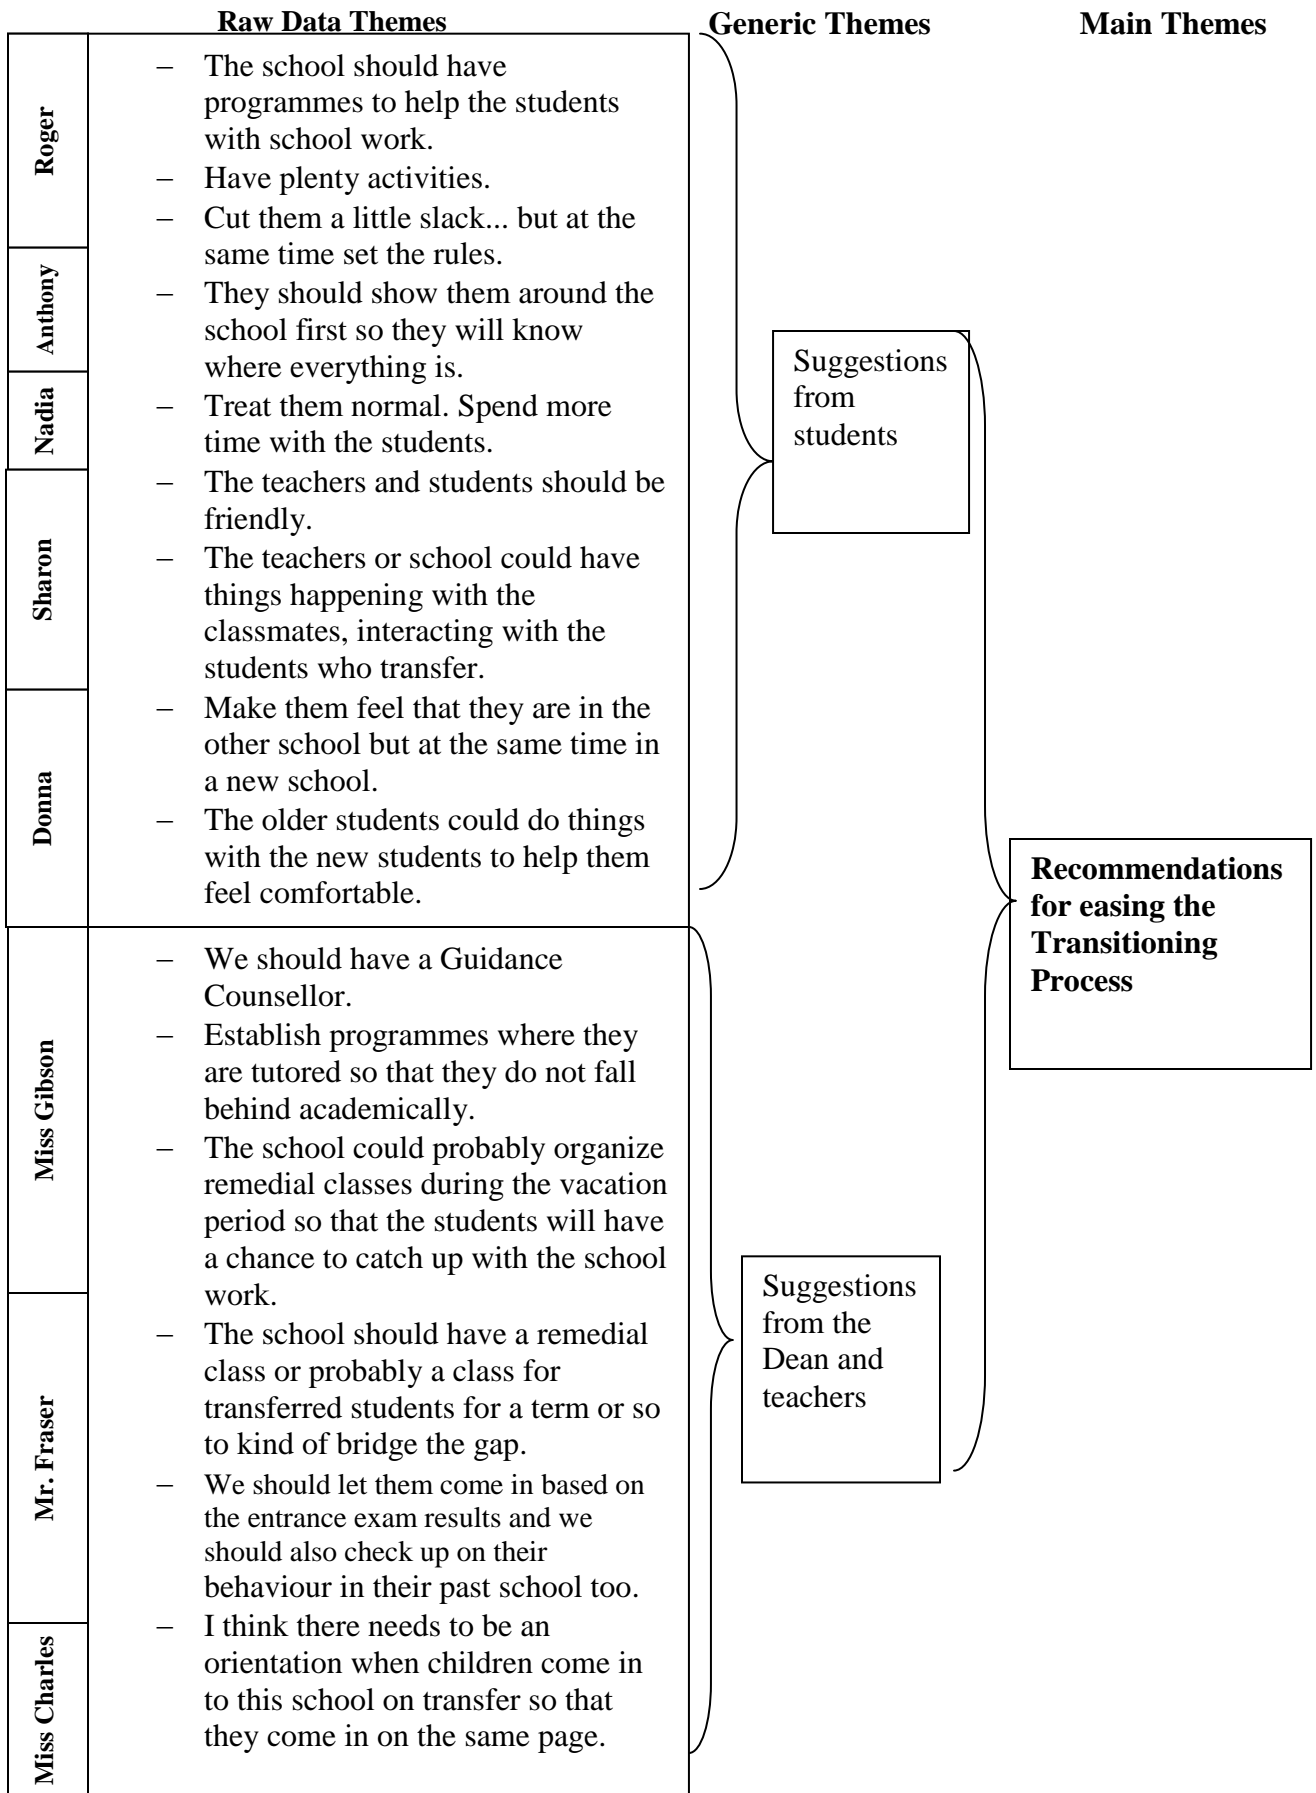 Raw Data Themes
Generic Themes
Main Themes
Roger
– The school should have
programmes to help the students
with school work.
– Have plenty activities.
– Cut them a little slack... but at the
same time set the rules.
Anthony
– They should show them around the
school first so they will know
where everything is.
Nadia
– Treat them normal. Spend more
time with the students.
Sharon
– The teachers and students should be
friendly.
– The teachers or school could have
things happening with the
classmates, interacting with the
students who transfer.
Donna
– Make them feel that they are in the
other school but at the same time in
a new school.
– The older students could do things
with the new students to help them
feel comfortable.
Suggestions
from
students
Miss Gibson
– We should have a Guidance
Counsellor.
– Establish programmes where they
are tutored so that they do not fall
behind academically.
– The school could probably organize
remedial classes during the vacation
period so that the students will have
a chance to catch up with the school
work.
Mr. Fraser
– The school should have a remedial
class or probably a class for
transferred students for a term or so
to kind of bridge the gap.
– We should let them come in based on
the entrance exam results and we
should also check up on their
behaviour in their past school too.
Miss Charles
– I think there needs to be an
orientation when children come in
to this school on transfer so that
they come in on the same page.
Suggestions
from the
Dean and
teachers
Recommendations
for easing the
Transitioning
Process